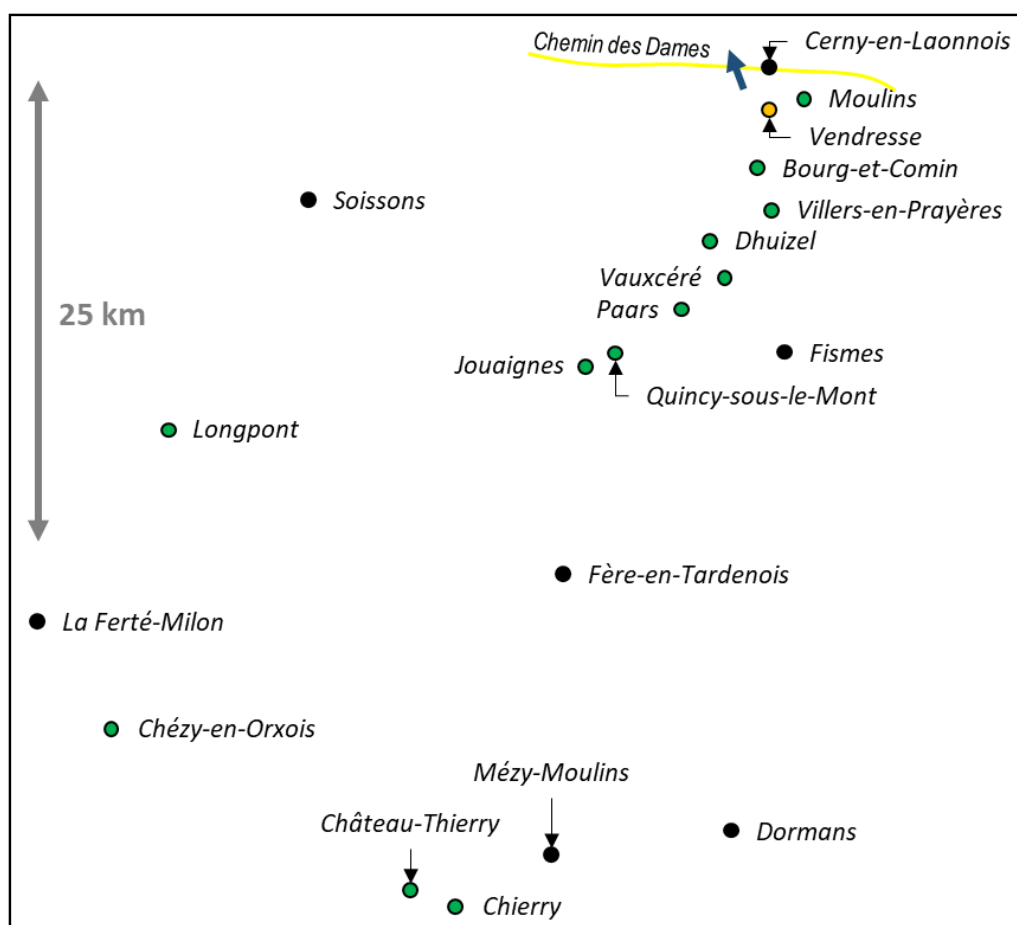 Chemin des Dames
Cerny-en-Laonnois
Moulins
Vendresse
Bourg-et-Comin
Soissons
Villers-en-Prayères
Dhuizel
Vauxcéré
25 km
Paars
Fismes
Jouaignes
Quincy-sous-le-Mont
Longpont
Fère-en-Tardenois
La Ferté-Milon
Chézy-en-Orxois
Mézy-Moulins
Château-Thierry
Dormans
Chierry